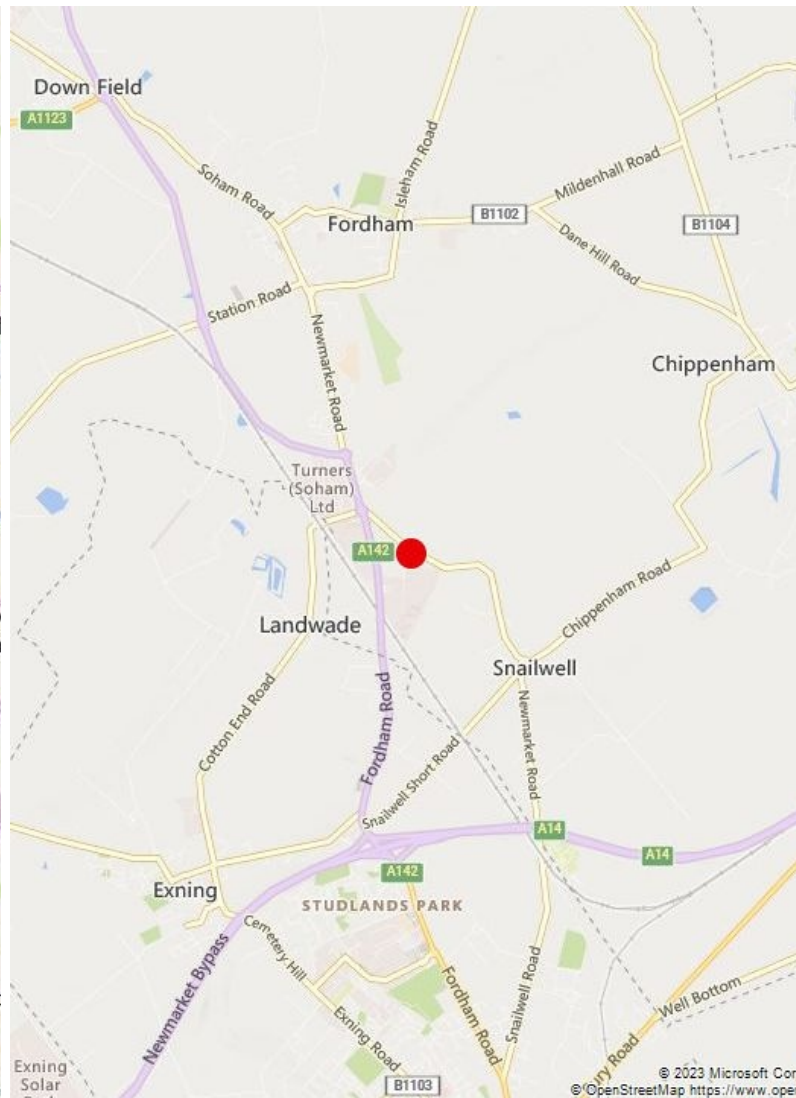 Down Field
A1123
Soham Road
Isleham Road
Mildenhall Road
Fordham
B1102
B1104
Dane Hill Road
Station Road
Newmarket Road
Chippenham
Turners
(Soham)
Ltd
A142
Chippenham Road
Landwade
Snailwell
Cotton End Road
Fordham Road
Newmarket Road
Snailwell Short Road
A14
A14
A142
Exning
STUDLANDS PARK
Cemetery Hill
Newmarket Bypass
Fordham Road
Snailwell Road
Well Bottom
Exning Road
ury Road
Exning
Solar
B1103
© 2023 Microsoft Cor
© OpenStreetMap https://www.ope